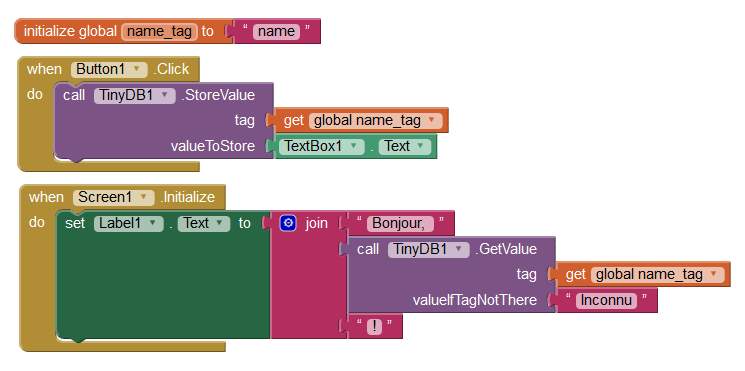 initialize global name_tag to " name "
when Button1 .Click
do call TinyDB1 .StoreValue
tag get global name_tag
valueToStore TextBox1 . Text
when Screen1 .Initialize
do set Label1 . Text to join " Bonjour, "
call TinyDB1 .GetValue
tag get global name_tag
valueIfTagNotThere " Inconnu "
" ! "